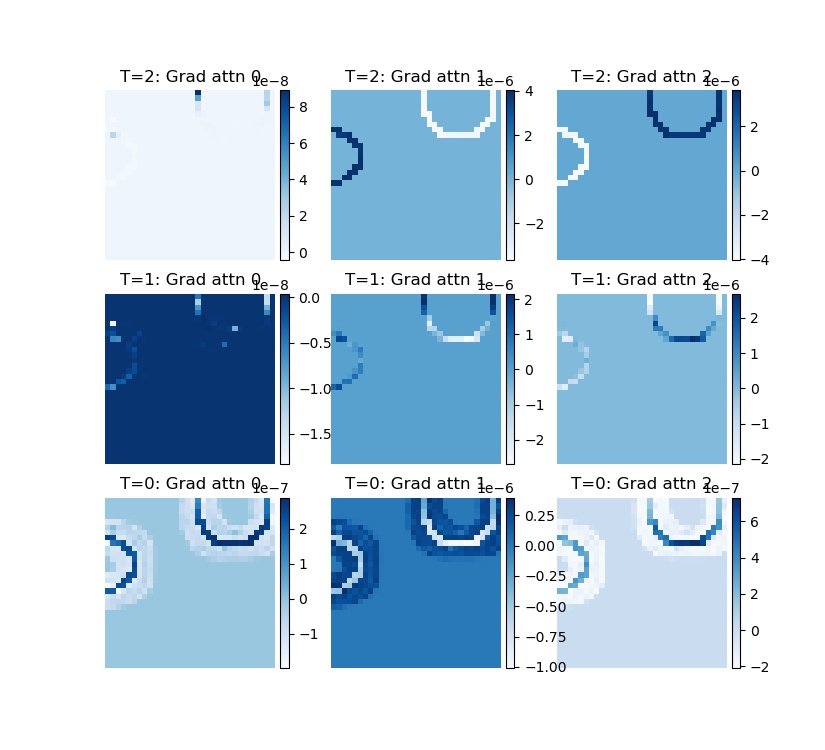 T=2: Grad attn 0
1e−8
T=2: Grad attn 1
1e−6
T=2: Grad attn 2
1e−6
8
6
4
2
0
4
2
0
−2
2
0
−2
−4
T=1: Grad attn 0
1e−8
T=1: Grad attn 1
1e−6
T=1: Grad attn 2
1e−6
0.0
−0.5
−1.0
−1.5
2
1
0
−1
−2
2
1
0
−1
−2
T=0: Grad attn 0
1e−7
T=0: Grad attn 1
1e−6
T=0: Grad attn 2
1e−7
2
1
0
−1
0.25
0.00
−0.25
−0.50
−0.75
−1.00
6
4
2
0
−2